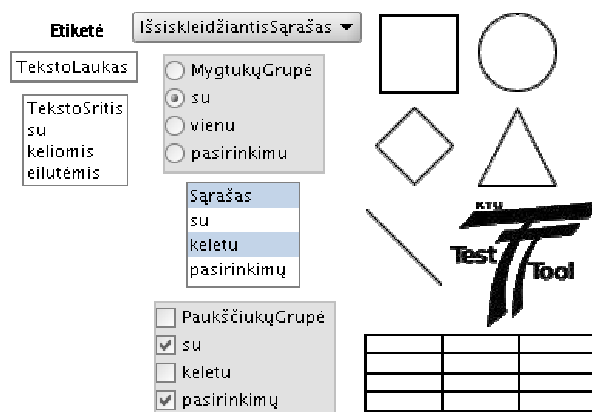 Etiketė
IšsiskleidžiantisSąrašas
TekstoLaukas
TekstoSritis
su
keliomis
eilutėmis
MygtukųGrupė
su
vienu
pasirinkimu
Sąrašas
su
keletu
pasirinkimų
PaukščiukųGrupė
su
keletu
pasirinkimų
KTU
Test Tool